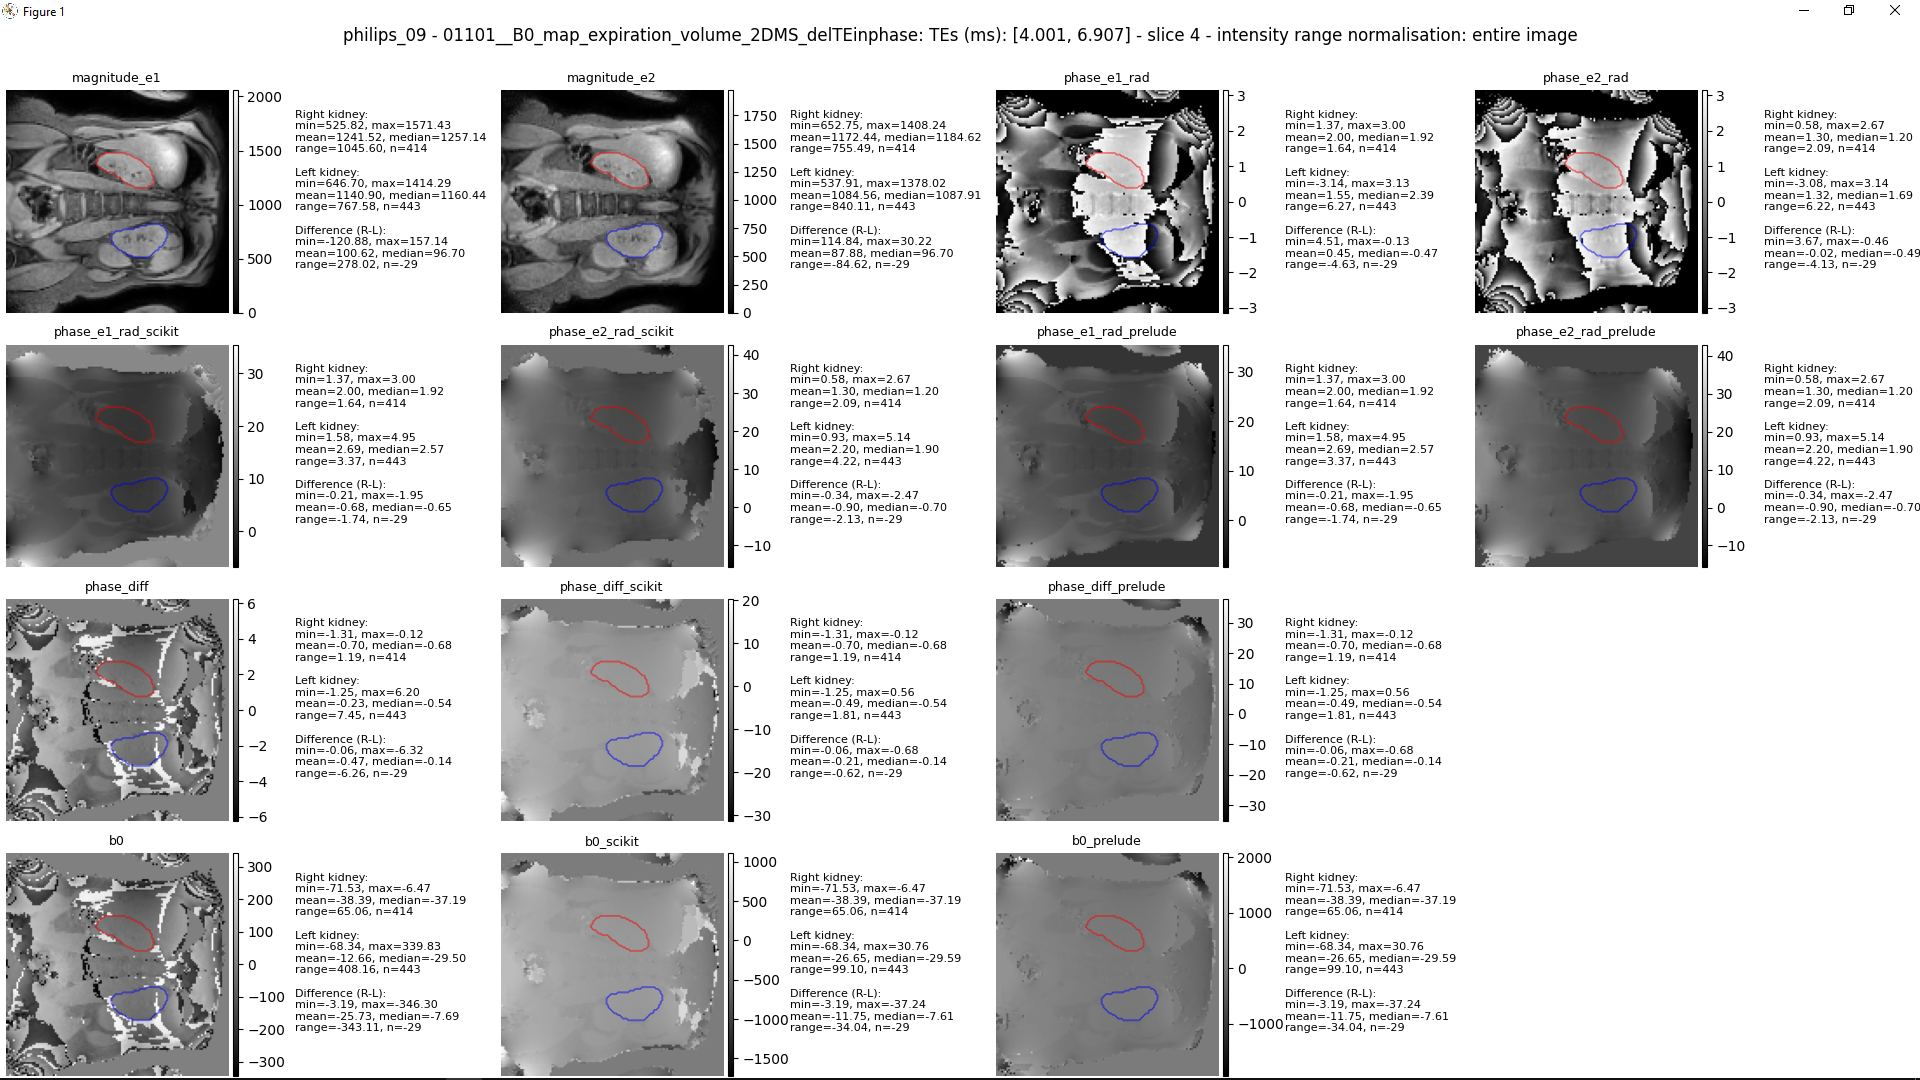 Figure 1
philips_09 - 01101__B0_map_expiration_volume_2DMS_delTEinphase: TEs (ms): [4.001, 6.907] - slice 4 - intensity range normalisation: entire image
magnitude_e1
2000
1500
1000
500
0
Right kidney:
min=525.82, max=1571.43
mean=1241.52, median=1257.14
range=1045.60, n=414
Left kidney:
min=646.70, max=1414.29
mean=1140.90, median=1160.44
range=767.58, n=443
Difference (R-L):
min=-120.88, max=157.14
mean=100.62, median=96.70
range=278.02, n=-29
magnitude_e2
1750
1500
1250
1000
750
500
250
0
Right kidney:
min=652.75, max=1408.24
mean=1172.44, median=1184.62
range=755.49, n=414
Left kidney:
min=537.91, max=1378.02
mean=1084.56, median=1087.91
range=840.11, n=443
Difference (R-L):
min=114.84, max=30.22
mean=87.88, median=96.70
range=-84.62, n=-29
phase_e1_rad
3
2
1
0
−1
−2
−3
Right kidney:
min=1.37, max=3.00
mean=2.00, median=1.92
range=1.64, n=414
Left kidney:
min=-3.14, max=3.13
mean=1.55, median=2.39
range=6.27, n=443
Difference (R-L):
min=4.51, max=-0.13
mean=0.45, median=-0.47
range=-4.63, n=-29
phase_e2_rad
3
2
1
0
−1
−2
−3
Right kidney:
min=0.58, max=2.67
mean=1.30, median=1.20
range=2.09, n=414
Left kidney:
min=-3.08, max=3.14
mean=1.32, median=1.69
range=6.22, n=443
Difference (R-L):
min=3.67, max=-0.46
mean=-0.02, median=-0.49
range=-4.13, n=-29
phase_e1_rad_scikit
30
20
10
0
Right kidney:
min=1.37, max=3.00
mean=2.00, median=1.92
range=1.64, n=414
Left kidney:
min=1.58, max=4.95
mean=2.69, median=2.57
range=3.37, n=443
Difference (R-L):
min=-0.21, max=-1.95
mean=-0.68, median=-0.65
range=-1.74, n=-29
phase_e2_rad_scikit
40
30
20
10
0
−10
Right kidney:
min=0.58, max=2.67
mean=1.30, median=1.20
range=2.09, n=414
Left kidney:
min=0.93, max=5.14
mean=2.20, median=1.90
range=4.22, n=443
Difference (R-L):
min=-0.34, max=-2.47
mean=-0.90, median=-0.70
range=-2.13, n=-29
phase_e1_rad_prelude
30
20
10
0
Right kidney:
min=1.37, max=3.00
mean=2.00, median=1.92
range=1.64, n=414
Left kidney:
min=1.58, max=4.95
mean=2.69, median=2.57
range=3.37, n=443
Difference (R-L):
min=-0.21, max=-1.95
mean=-0.68, median=-0.65
range=-1.74, n=-29
phase_e2_rad_prelude
40
30
20
10
0
−10
Right kidney:
min=0.58, max=2.67
mean=1.30, median=1.20
range=2.09, n=414
Left kidney:
min=0.93, max=5.14
mean=2.20, median=1.90
range=4.22, n=443
Difference (R-L):
min=-0.34, max=-2.47
mean=-0.90, median=-0.70
range=-2.13, n=-29
phase_diff
6
4
2
0
−2
−4
−6
Right kidney:
min=-1.31, max=-0.12
mean=-0.70, median=-0.68
range=1.19, n=414
Left kidney:
min=-1.25, max=6.20
mean=-0.23, median=-0.54
range=7.45, n=443
Difference (R-L):
min=-0.06, max=-6.32
mean=-0.47, median=-0.14
range=-6.26, n=-29
phase_diff_scikit
20
10
0
−10
−20
−30
Right kidney:
min=-1.31, max=-0.12
mean=-0.70, median=-0.68
range=1.19, n=414
Left kidney:
min=-1.25, max=0.56
mean=-0.49, median=-0.54
range=1.81, n=443
Difference (R-L):
min=-0.06, max=-0.68
mean=-0.21, median=-0.14
range=-0.62, n=-29
phase_diff_prelude
30
20
10
0
−10
−20
−30
Right kidney:
min=-1.31, max=-0.12
mean=-0.70, median=-0.68
range=1.19, n=414
Left kidney:
min=-1.25, max=0.56
mean=-0.49, median=-0.54
range=1.81, n=443
Difference (R-L):
min=-0.06, max=-0.68
mean=-0.21, median=-0.14
range=-0.62, n=-29
b0
300
200
100
0
−100
−200
−300
Right kidney:
min=-71.53, max=-6.47
mean=-38.39, median=-37.19
range=65.06, n=414
Left kidney:
min=-68.34, max=339.83
mean=-12.66, median=-29.50
range=408.16, n=443
Difference (R-L):
min=-3.19, max=-346.30
mean=-25.73, median=-7.69
range=-343.11, n=-29
b0_scikit
1000
500
0
−500
−1000
−1500
Right kidney:
min=-71.53, max=-6.47
mean=-38.39, median=-37.19
range=65.06, n=414
Left kidney:
min=-68.34, max=30.76
mean=-26.65, median=-29.59
range=99.10, n=443
Difference (R-L):
min=-3.19, max=-37.24
mean=-11.75, median=-7.61
range=-34.04, n=-29
b0_prelude
2000
1000
0
−1000
Right kidney:
min=-71.53, max=-6.47
mean=-38.39, median=-37.19
range=65.06, n=414
Left kidney:
min=-68.34, max=30.76
mean=-26.65, median=-29.59
range=99.10, n=443
Difference (R-L):
min=-3.19, max=-37.24
mean=-11.75, median=-7.61
range=-34.04, n=-29